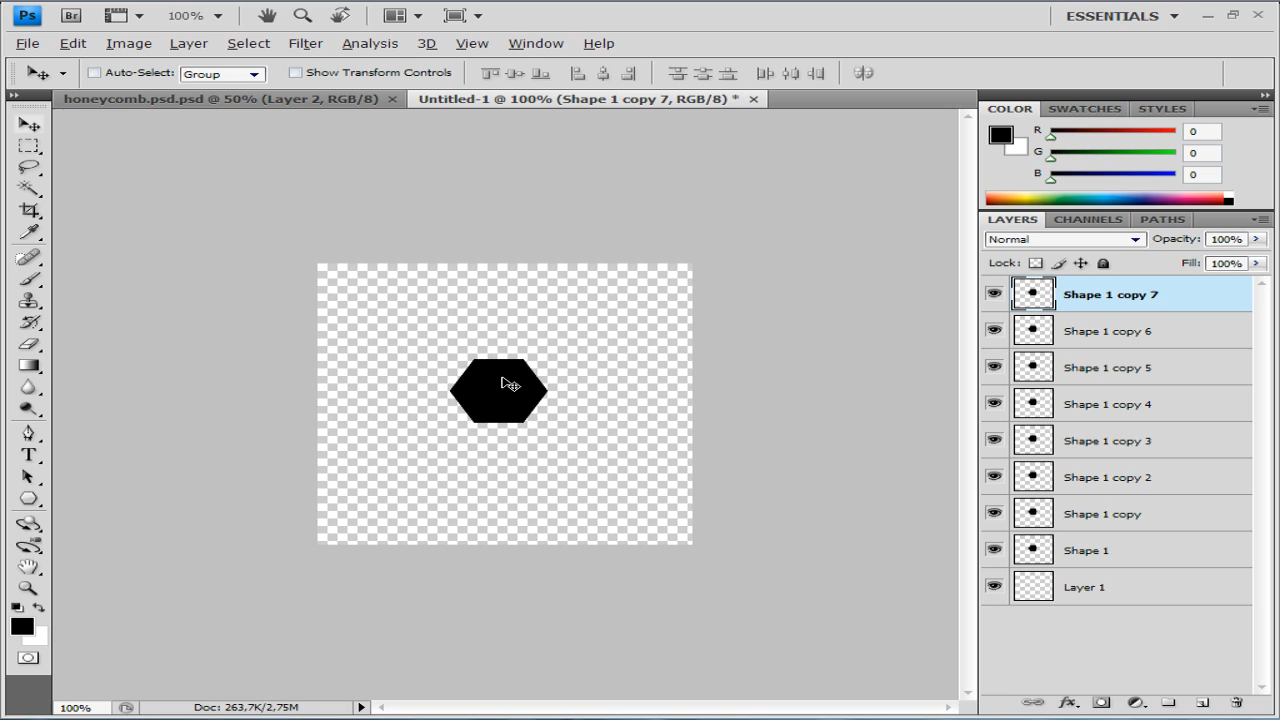 Ps Br 100% ESSENTIALS
File Edit Image Layer Select Filter Analysis 3D View Window Help
Auto-Select: Group Show Transform Controls
honeycomb.psd.psd @ 50% (Layer 2, RGB/8) Untitled-1 @ 100% (Shape 1 copy 7, RGB/8) *
COLOR SWATCHES STYLES
R 0
G 0
B 0
LAYERS CHANNELS PATHS
Normal Opacity: 100%
Lock: Fill: 100%
Shape 1 copy 7
Shape 1 copy 6
Shape 1 copy 5
Shape 1 copy 4
Shape 1 copy 3
Shape 1 copy 2
Shape 1 copy
Shape 1
Layer 1
T
fx
100% Doc: 263,7K/2,75M